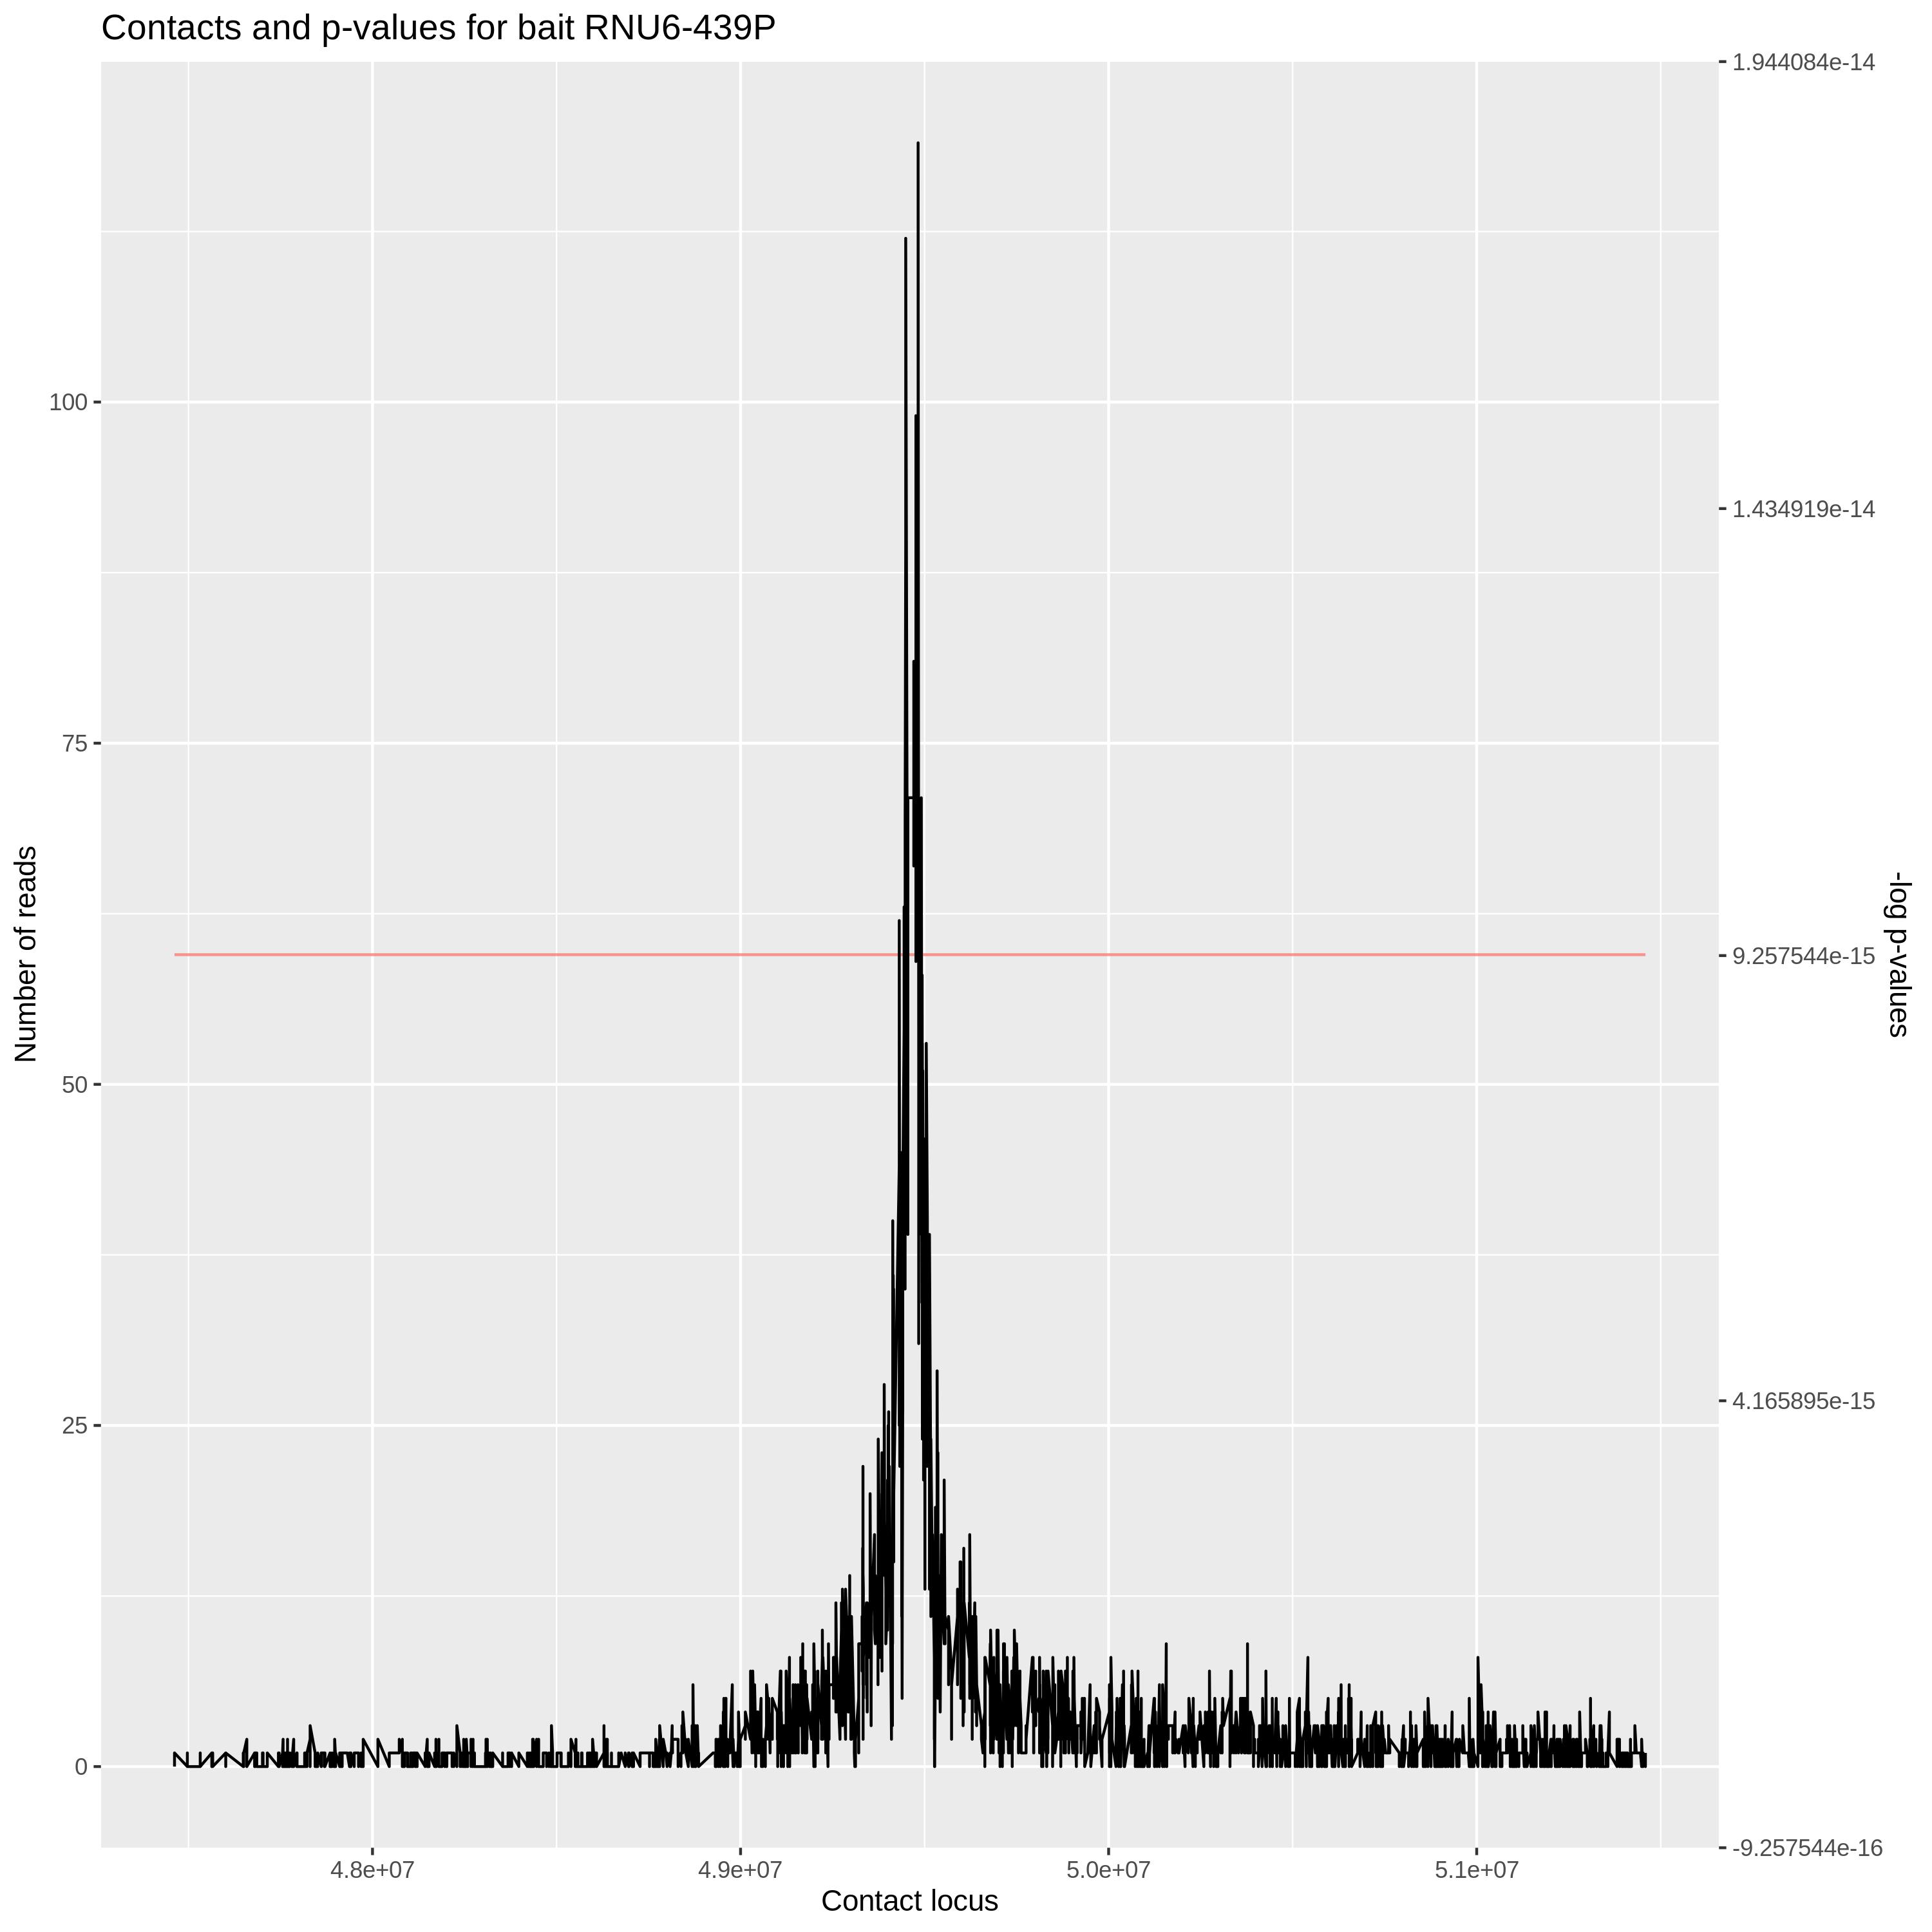 Contacts and p-values for bait RNU6-439P
1.944084e-14
1.434919e-14
9.257544e-15
4.165895e-15
-9.257544e-16
-log p-values
100
75
50
25
0
Number of reads
4.8e+07
4.9e+07
5.0e+07
5.1e+07
Contact locus